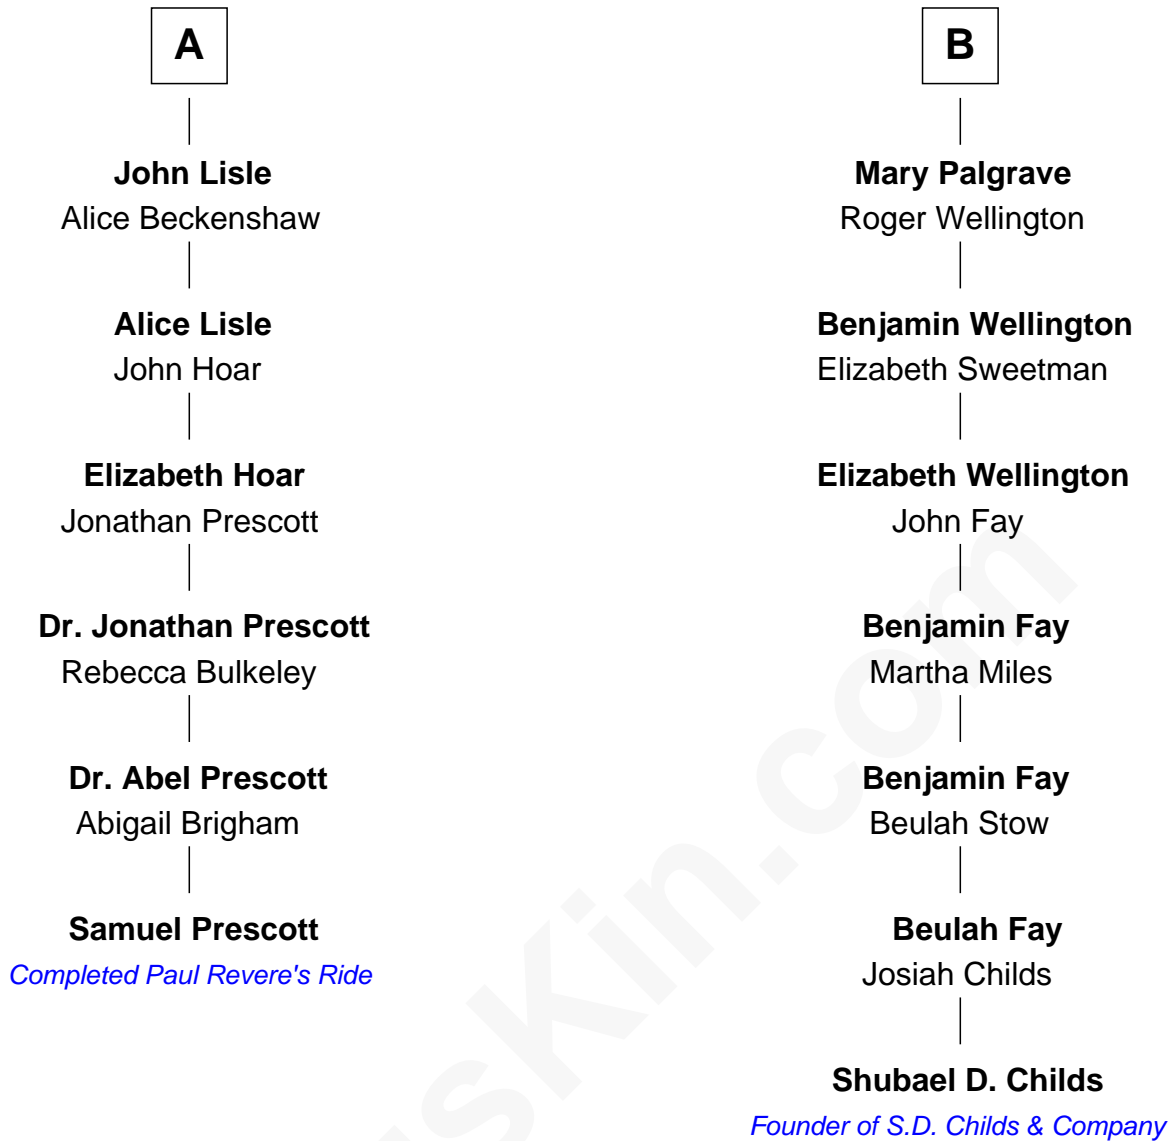 A
John Lisle
Alice Beckenshaw
Alice Lisle
John Hoar
Elizabeth Hoar
Jonathan Prescott
Dr. Jonathan Prescott
Rebecca Bulkeley
Dr. Abel Prescott
Abigail Brigham
Samuel Prescott
Completed Paul Revere's Ride
B
Mary Palgrave
Roger Wellington
Benjamin Wellington
Elizabeth Sweetman
Elizabeth Wellington
John Fay
Benjamin Fay
Martha Miles
Benjamin Fay
Beulah Stow
Beulah Fay
Josiah Childs
Shubael D. Childs
Founder of S.D. Childs & Company